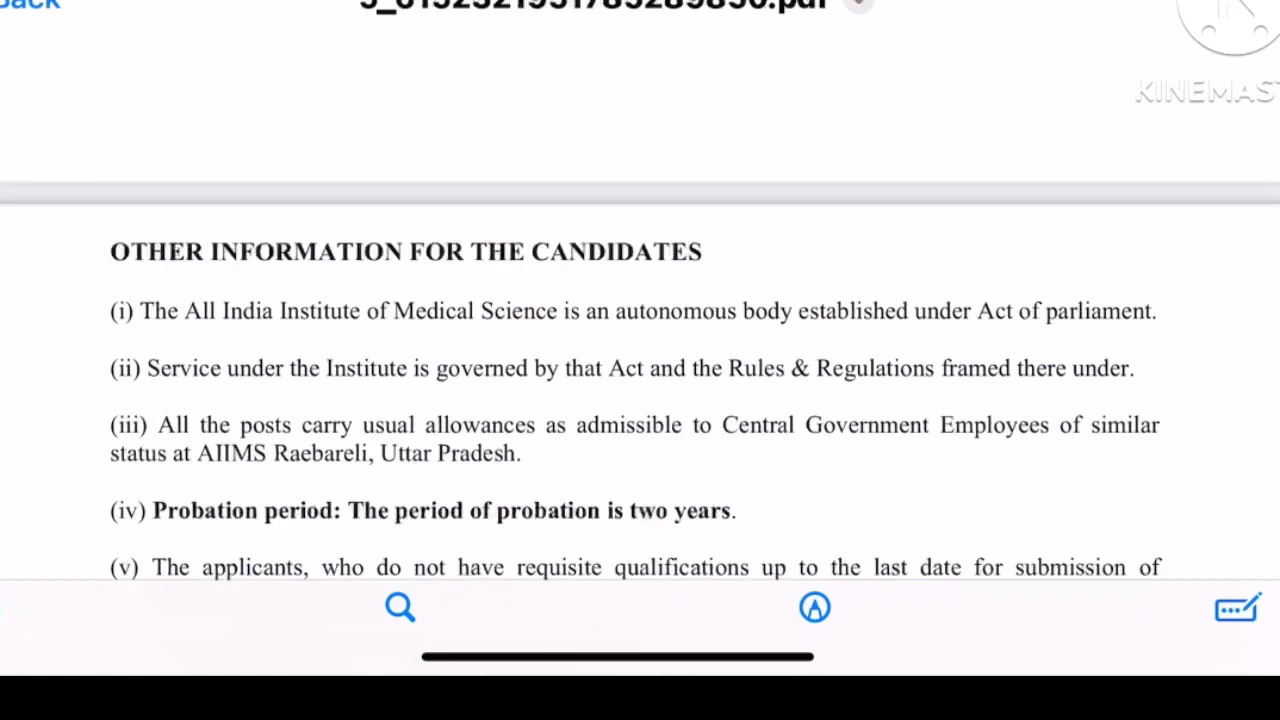 OTHER INFORMATION FOR THE CANDIDATES
(i) The All India Institute of Medical Science is an autonomous body established under Act of parliament.
(ii) Service under the Institute is governed by that Act and the Rules & Regulations framed there under.
(iii) All the posts carry usual allowances as admissible to Central Government Employees of similar
status at AIIMS Raebareli, Uttar Pradesh.
(iv) Probation period: The period of probation is two years.
(v) The applicants, who do not have requisite qualifications up to the last date for submission of